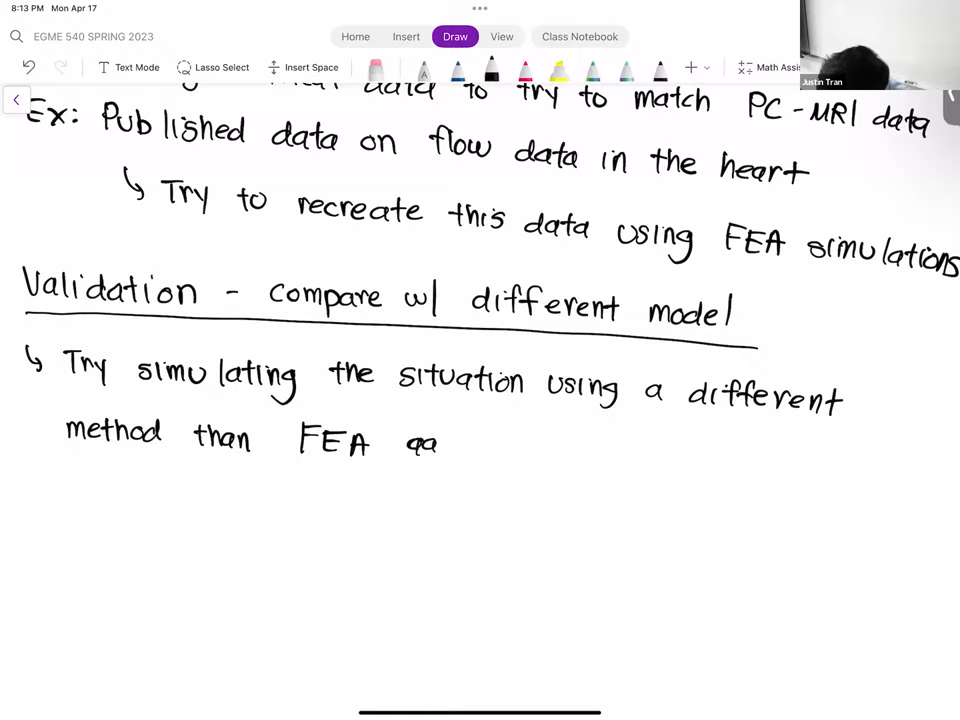 8:13 PM Mon Apr 17
EGME 540 SPRING 2023
Home Insert Draw View Class Notebook
Text Mode Lasso Select Insert Space Math Assis
Justin Tran
data to try to match PC-MRI data
Ex: Published data on flow data in the heart
↳ Try to recreate this data using FEA simulations
Validation - compare w/ different model
↳ Try simulating the situation using a different
method than FEA